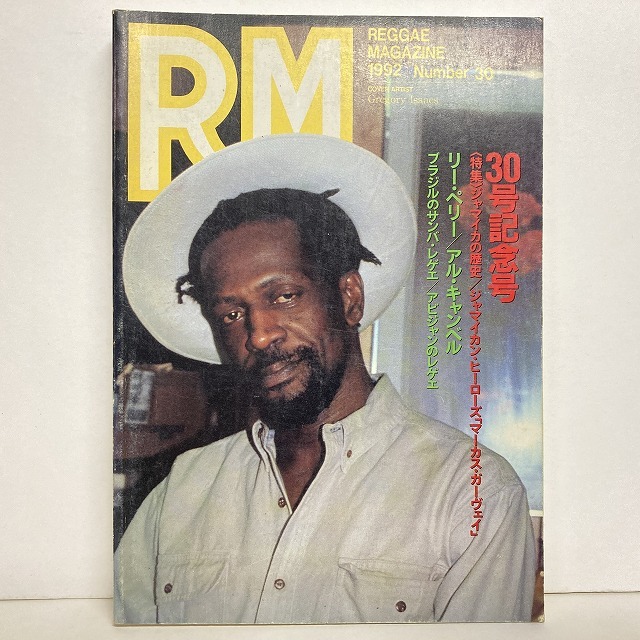 RM
REGGAE
MAGAZINE
1992 Number 30
COVER ARTIST
Gregory Isaacs
30号記念号
〈特集〉ジャマイカの歴史/ジャマイカン・ヒーローズ「マーカス・ガーヴェイ」
リー・ペリー/アル・キャンベル
ブラジルのサンバ・レゲエ/アビジャンのレゲエ